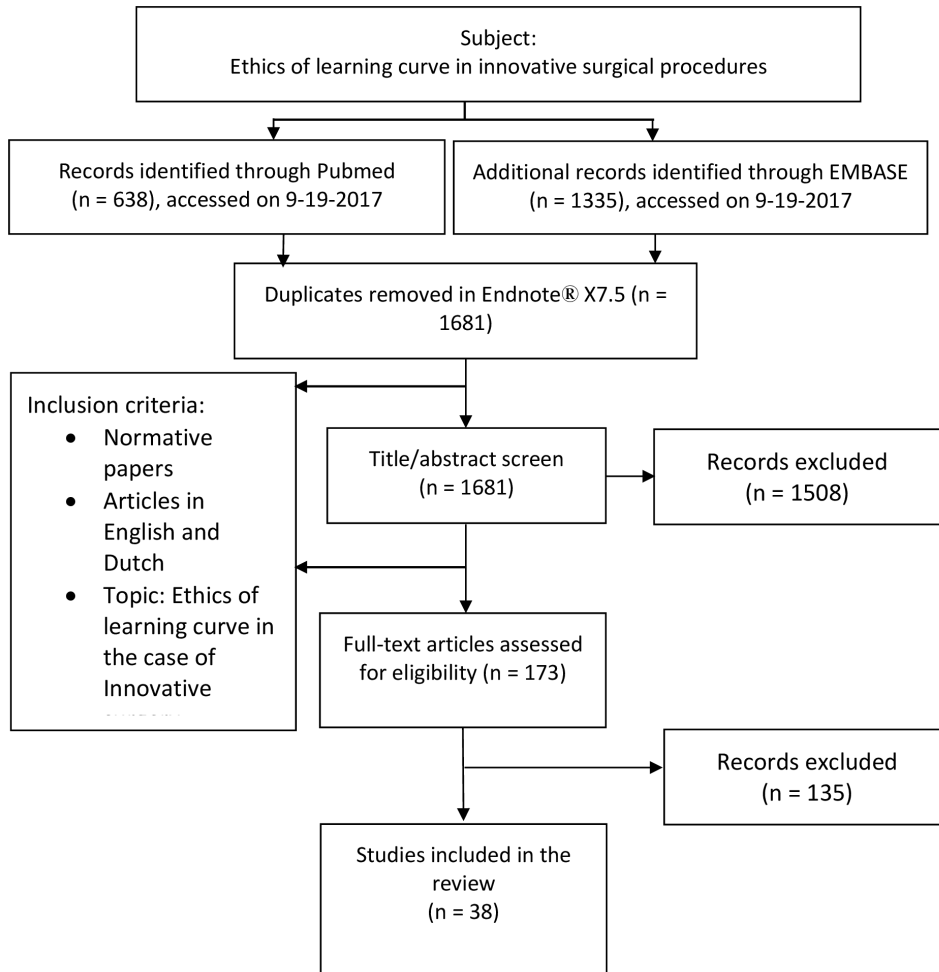 Subject:
Ethics of learning curve in innovative surgical procedures
Records identified through Pubmed
(n = 638), accessed on 9-19-2017
Additional records identified through EMBASE
(n = 1335), accessed on 9-19-2017
Duplicates removed in Endnote® X7.5 (n =
1681)
Inclusion criteria:
• Normative
papers
• Articles in
English and
Dutch
• Topic: Ethics of
learning curve in
the case of
Innovative
Title/abstract screen
(n = 1681)
Records excluded
(n = 1508)
Full-text articles assessed
for eligibility (n = 173)
Records excluded
(n = 135)
Studies included in the
review
(n = 38)